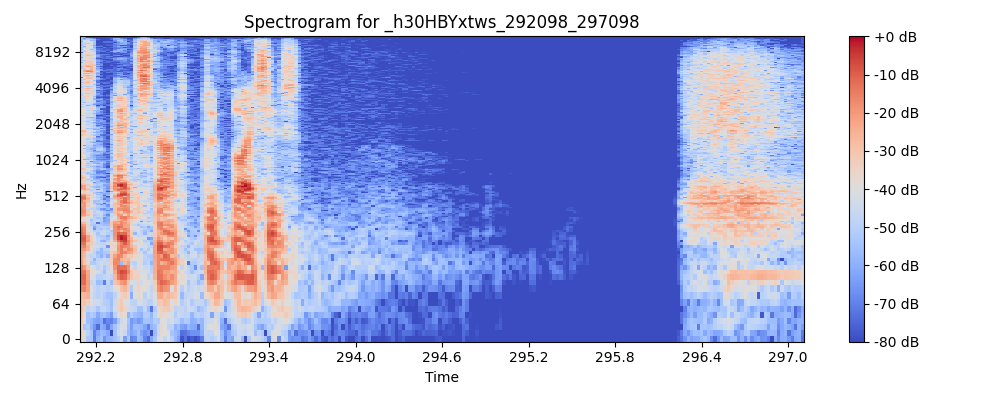 Spectrogram for _h30HBYxtws_292098_297098
8192
4096
2048
1024
512
256
128
64
0
Hz
292.2
292.8
293.4
294.0
294.6
295.2
295.8
296.4
297.0
Time
+0 dB
-10 dB
-20 dB
-30 dB
-40 dB
-50 dB
-60 dB
-70 dB
-80 dB